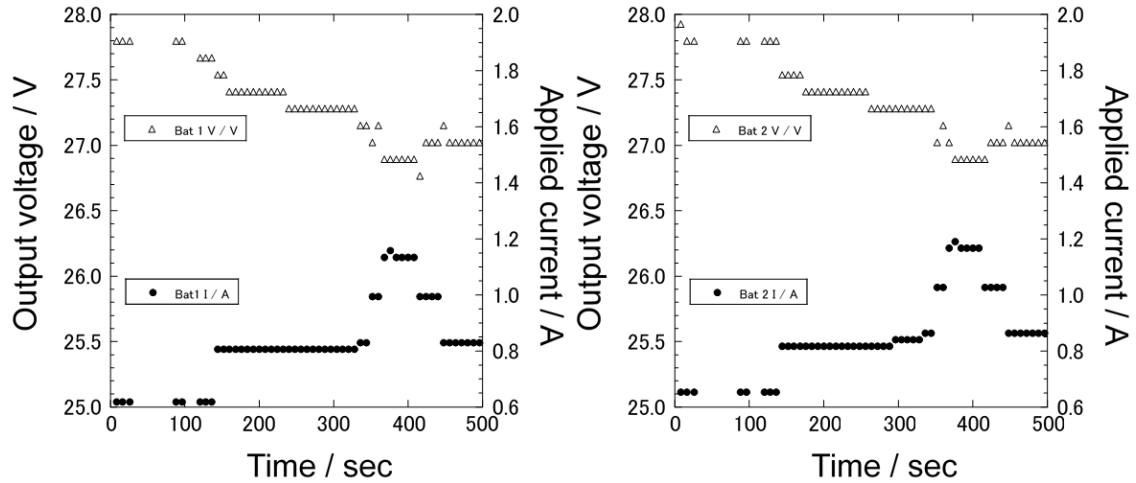 28.0
27.5
27.0
26.5
26.0
25.5
25.0
Output voltage / V
2.0
1.8
1.6
1.4
1.2
1.0
0.8
0.6
Applied current / A
△ Bat 1 V / V
● Bat1 I / A
0 100 200 300 400 500
Time / sec
28.0
27.5
27.0
26.5
26.0
25.5
25.0
Output voltage / V
2.0
1.8
1.6
1.4
1.2
1.0
0.8
0.6
Applied current / A
△ Bat 2 V / V
● Bat 2 I / A
0 100 200 300 400 500
Time / sec